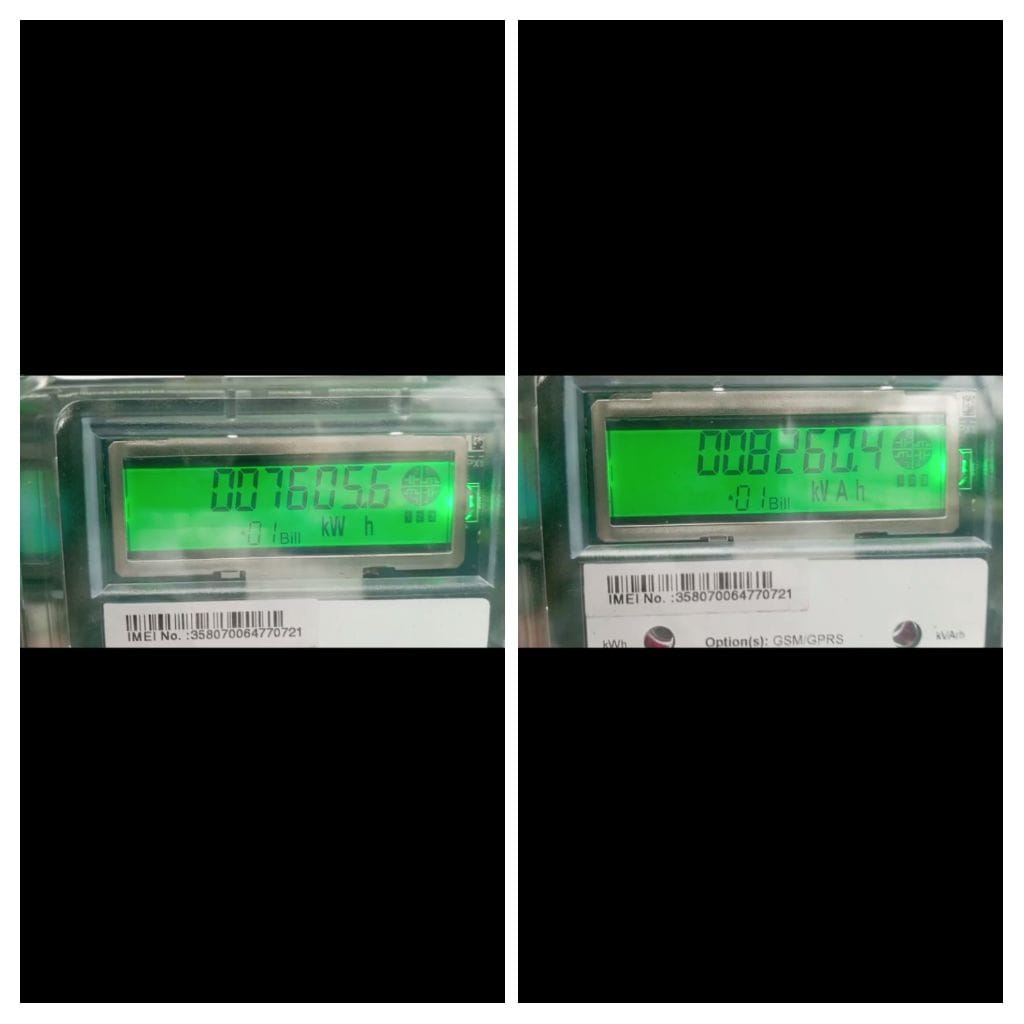 007605.6
*01 Bill kW h
IMEI No. :358070064770721
008260.4
*01 Bill kVA h
IMEI No. :358070064770721
kWh Option(s): GSM/GPRS kVArh